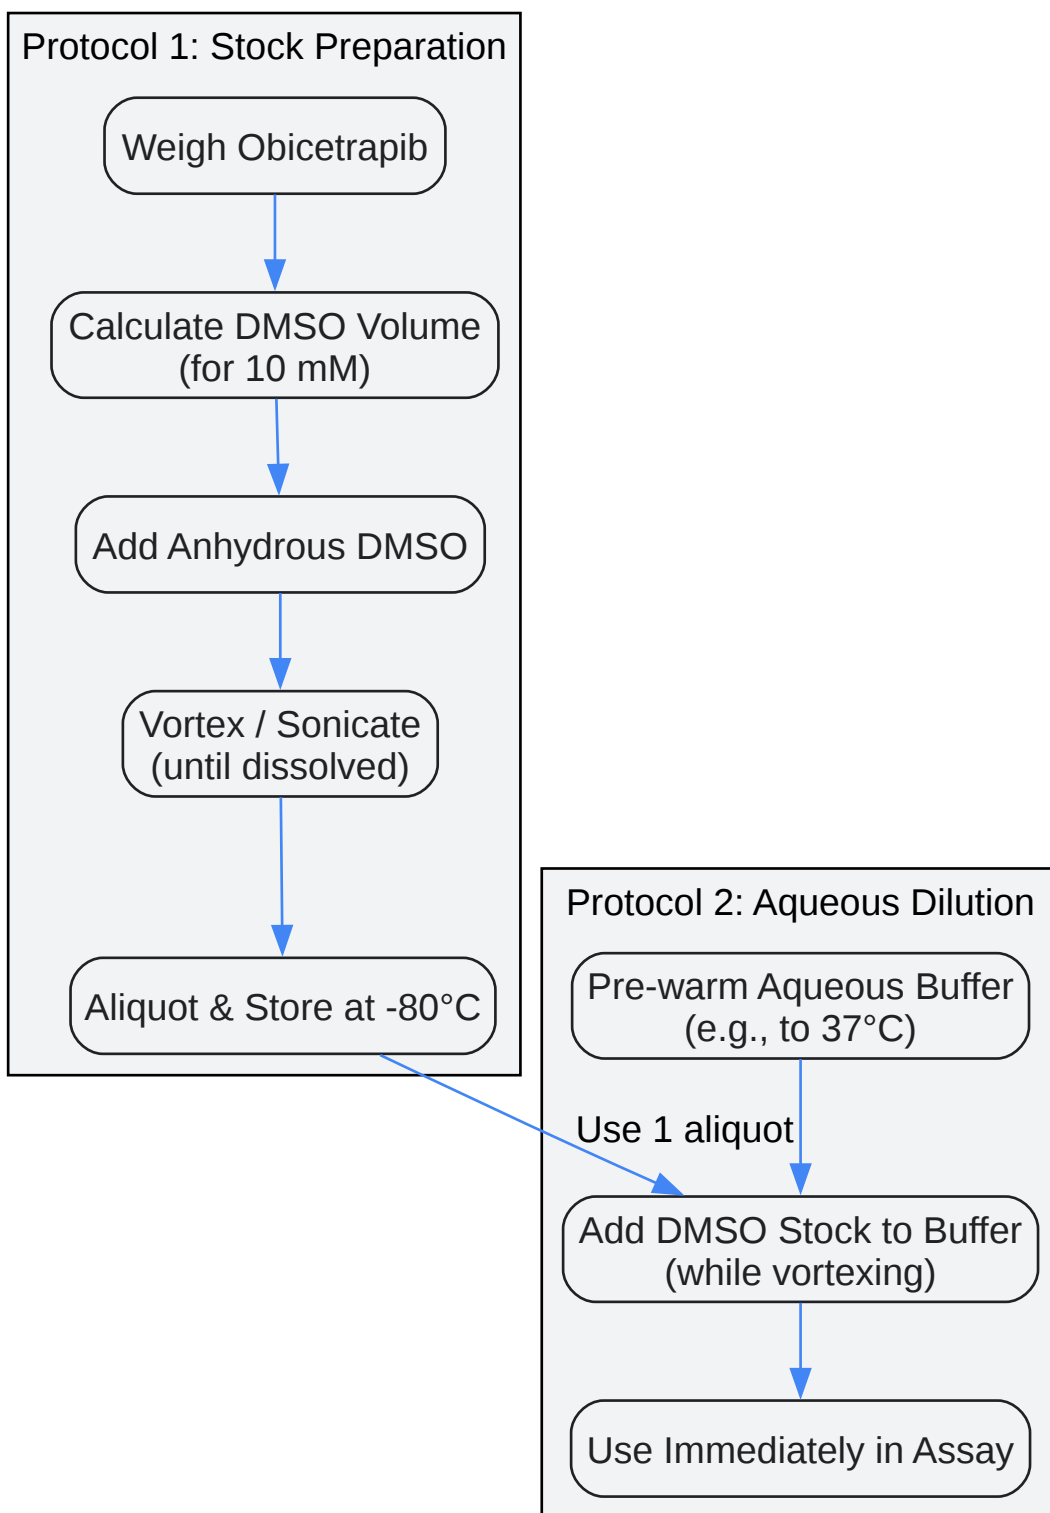 Protocol 1: Stock Preparation
Weigh Obicetrapib
Calculate DMSO Volume
(for 10 mM)
Add Anhydrous DMSO
Vortex / Sonicate
(until dissolved)
Aliquot & Store at -80°C
Protocol 2: Aqueous Dilution
Pre-warm Aqueous Buffer
(e.g., to 37°C)
Use 1 aliquot
Add DMSO Stock to Buffer
(while vortexing)
Use Immediately in Assay